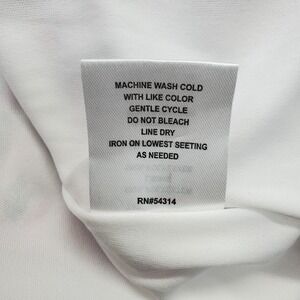 MACHINE WASH COLD
WITH LIKE COLOR
GENTLE CYCLE
DO NOT BLEACH
LINE DRY
IRON ON LOWEST SEETING
AS NEEDED
RN#54314